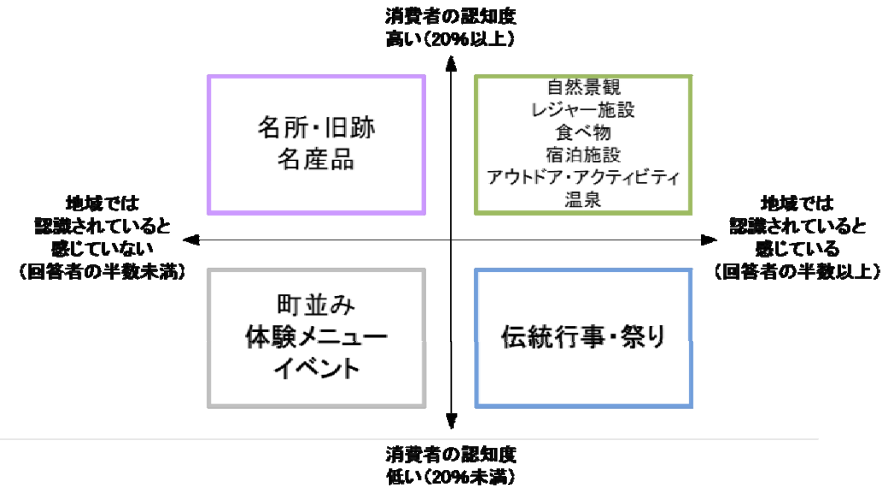 消費者の認知度
高い(20%以上)
名所・旧跡
名産品
自然景観
レジャー施設
食べ物
宿泊施設
アウトドア・アクティビティ
温泉
地域では
認識されていると
感じていない
(回答者の半数未満)
地域では
認識されていると
感じている
(回答者の半数以上)
町並み
体験メニュー
イベント
伝統行事・祭り
消費者の認知度
低い(20%未満)